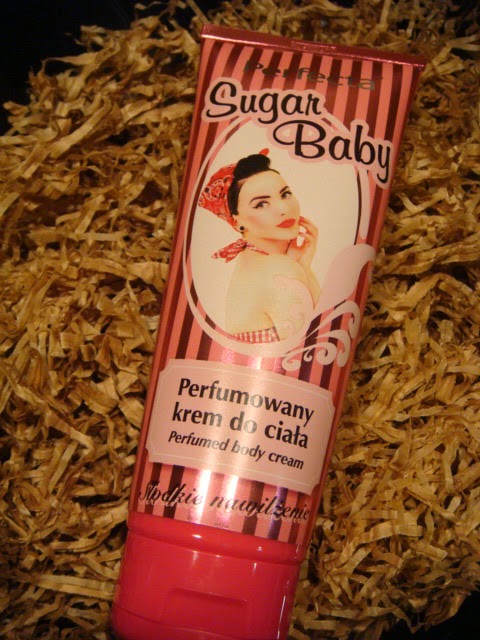 Perfecta
Sugar
Baby
Perfumowany
krem do ciała
Perfumed body cream
Słodkie nawilżenie